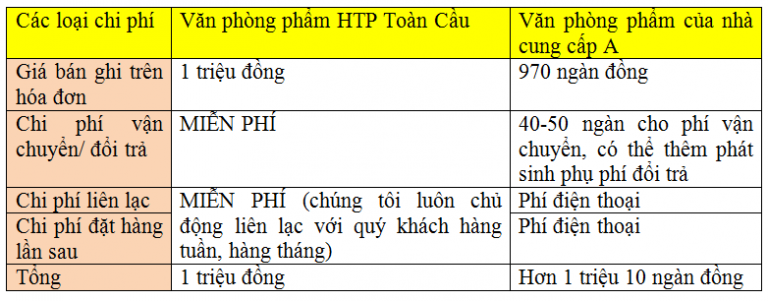 Các loại chi phí
Văn phòng phẩm HTP Toàn Cầu
Văn phòng phẩm của nhà
cung cấp A
Giá bán ghi trên
hóa đơn
1 triệu đồng
970 ngàn đồng
Chi phí vận
chuyển/ đổi trả
MIỄN PHÍ
40-50 ngàn cho phí vận
chuyển, có thể thêm phát
sinh phụ phí đổi trả
Chi phí liên lạc
MIỄN PHÍ (chúng tôi luôn chủ
động liên lạc với quý khách hàng
tuần, hàng tháng)
Phí điện thoại
Chi phí đặt hàng
lần sau
Phí điện thoại
Tổng
1 triệu đồng
Hơn 1 triệu 10 ngàn đồng